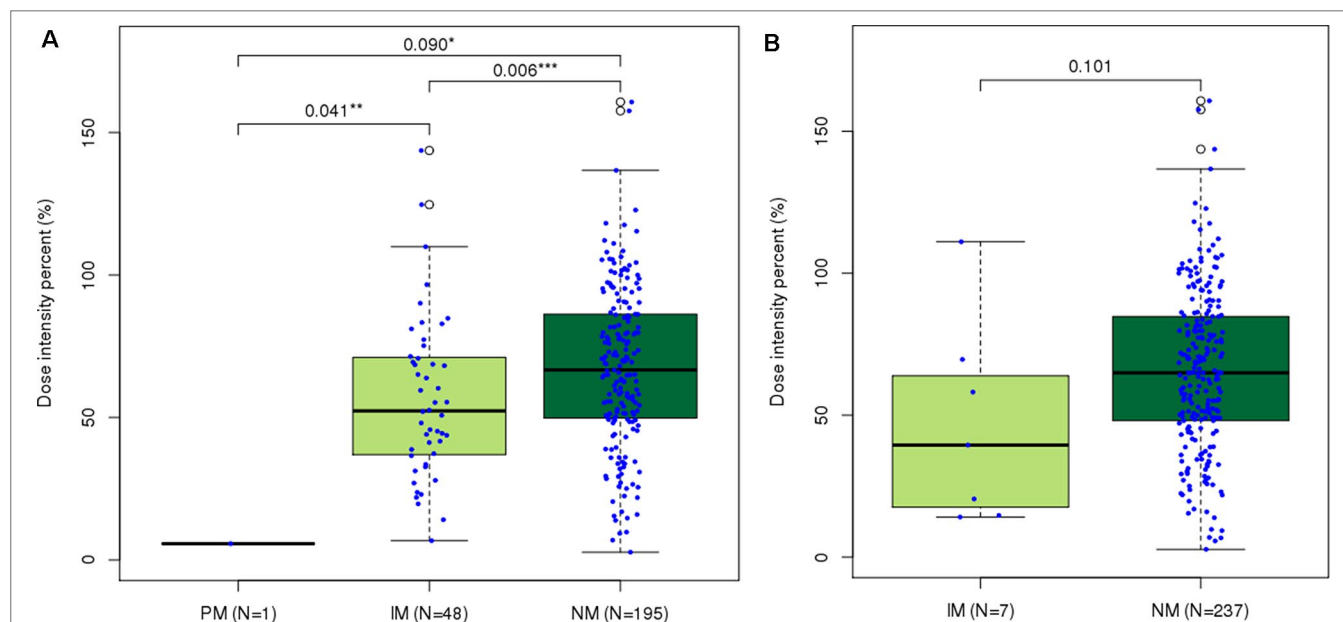 A
Dose intensity percent (%)
0
50
100
150
0.090*
0.006***
0.041**
PM (N=1)
IM (N=48)
NM (N=195)
B
Dose intensity percent (%)
0
50
100
150
0.101
IM (N=7)
NM (N=237)